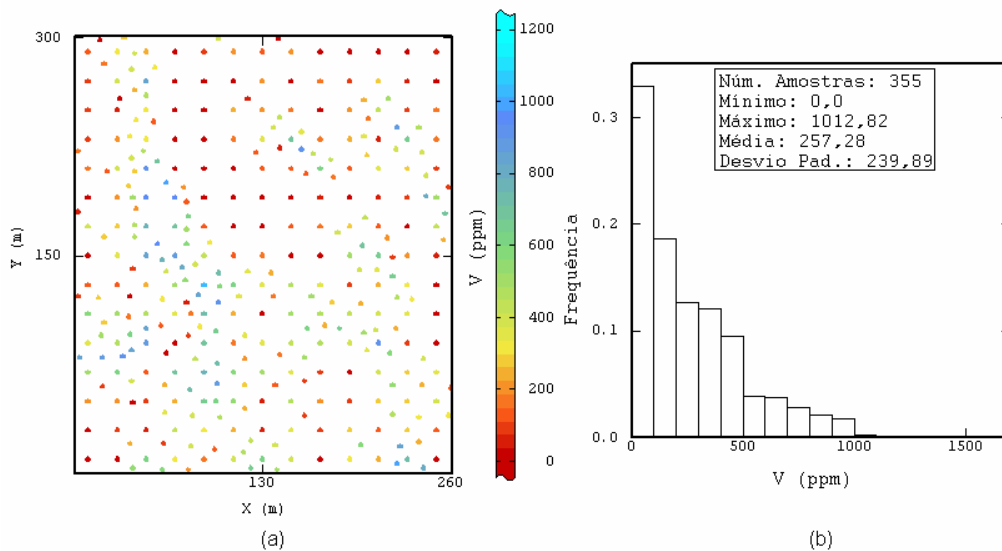 300
150
Y (m)
130
260
X (m)
(a)
1200
1000
800
600
400
200
0
V (ppm)
Núm. Amostras: 355
Mínimo: 0,0
Máximo: 1012,82
Média: 257,28
Desvio Pad.: 239,89
0.3
0.2
0.1
0.0
Frequência
0
500
1000
1500
V (ppm)
(b)